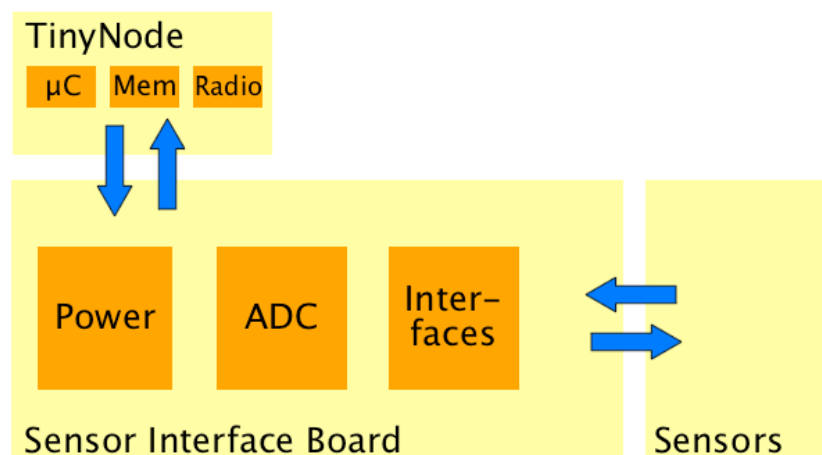 TinyNode
µC Mem Radio
Power ADC Inter-
faces
Sensor Interface Board Sensors